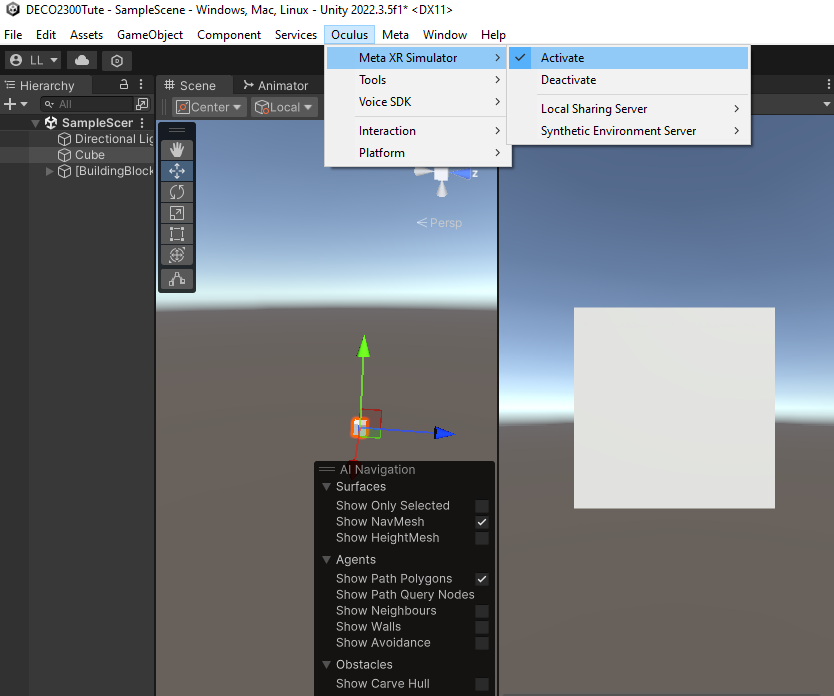 DECO2300Tute - SampleScene - Windows, Mac, Linux - Unity 2022.3.5f1* <DX11>
File Edit Assets GameObject Component Services Oculus Meta Window Help
LL
Meta XR Simulator
Tools
Voice SDK
Interaction
Platform
Activate
Deactivate
Local Sharing Server
Synthetic Environment Server
Hierarchy
All
SampleScer
Directional Lig
Cube
[BuildingBlock
Scene
Animator
Center
Local
z
Persp
AI Navigation
Surfaces
Show Only Selected
Show NavMesh
Show HeightMesh
Agents
Show Path Polygons
Show Path Query Nodes
Show Neighbours
Show Walls
Show Avoidance
Obstacles
Show Carve Hull